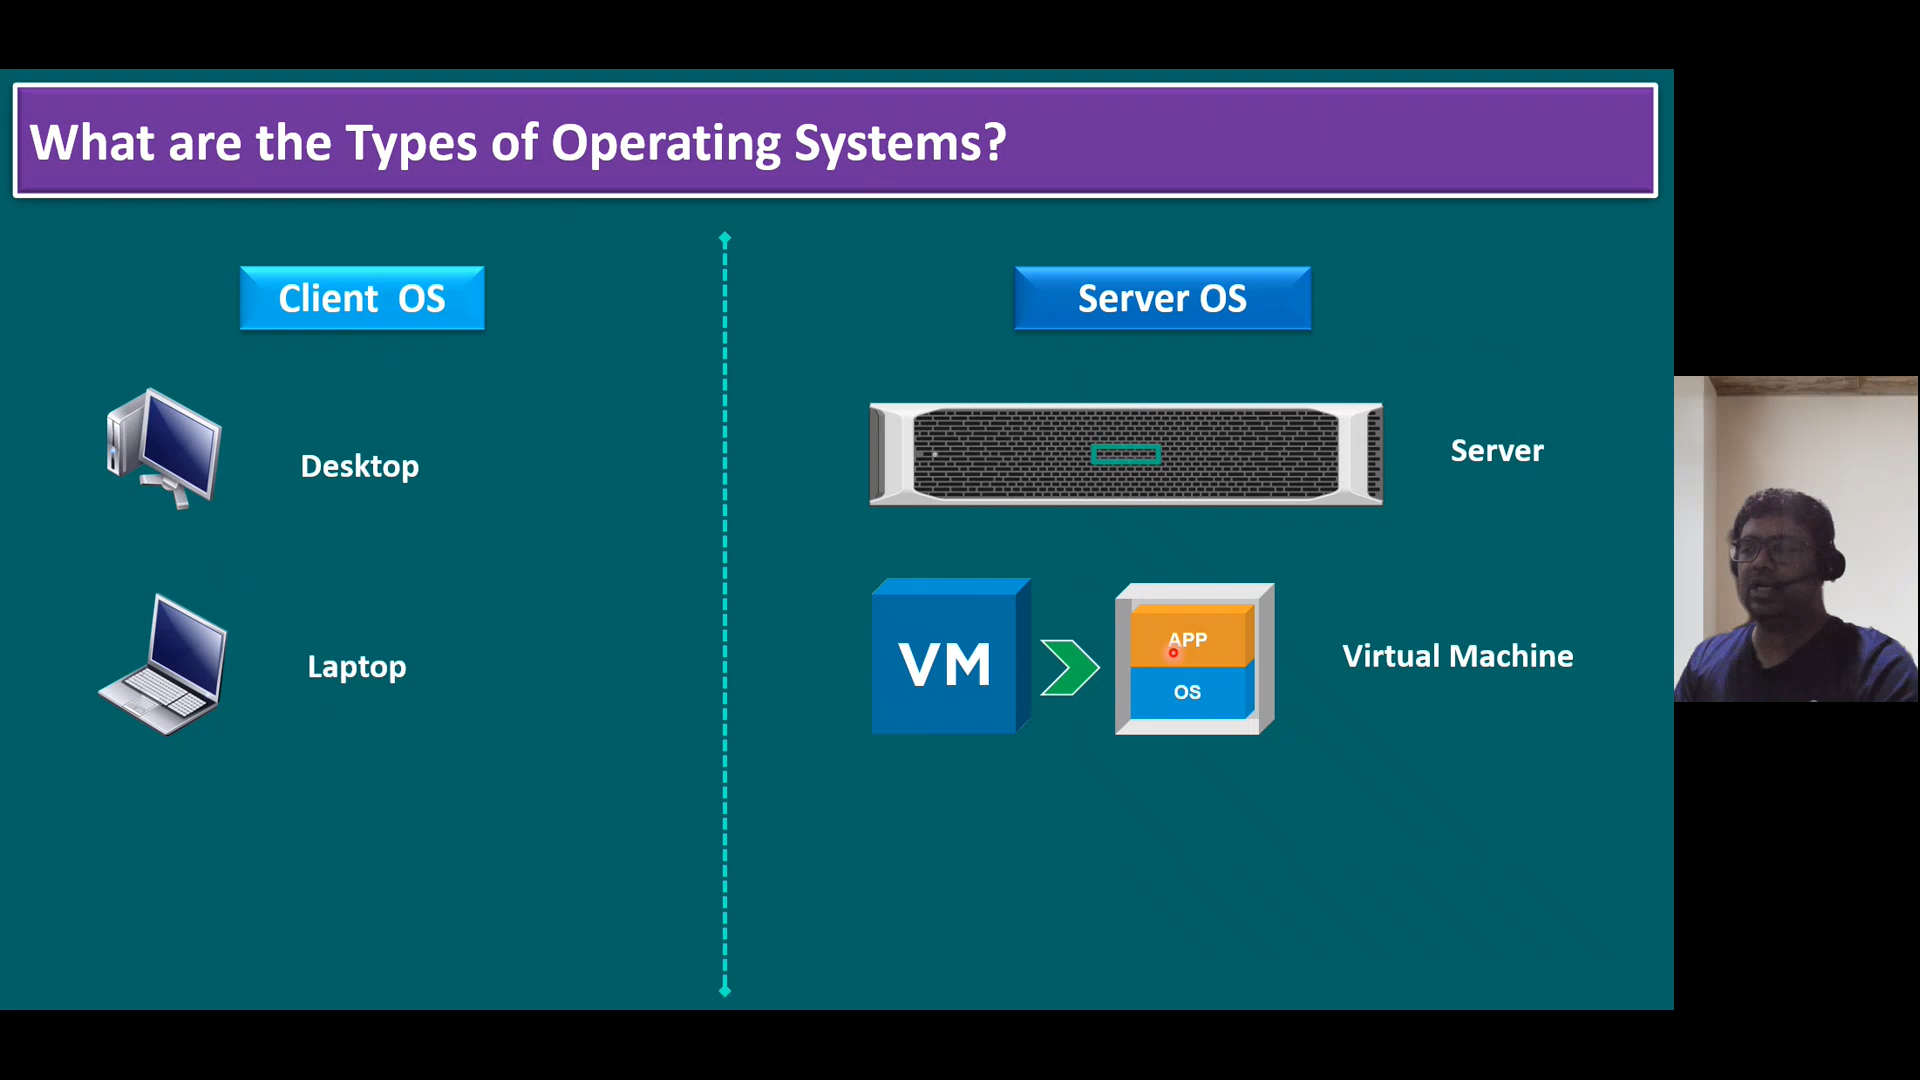 What are the Types of Operating Systems?
Client OS
Desktop
Laptop
Server OS
Server
VM
APP
OS
Virtual Machine